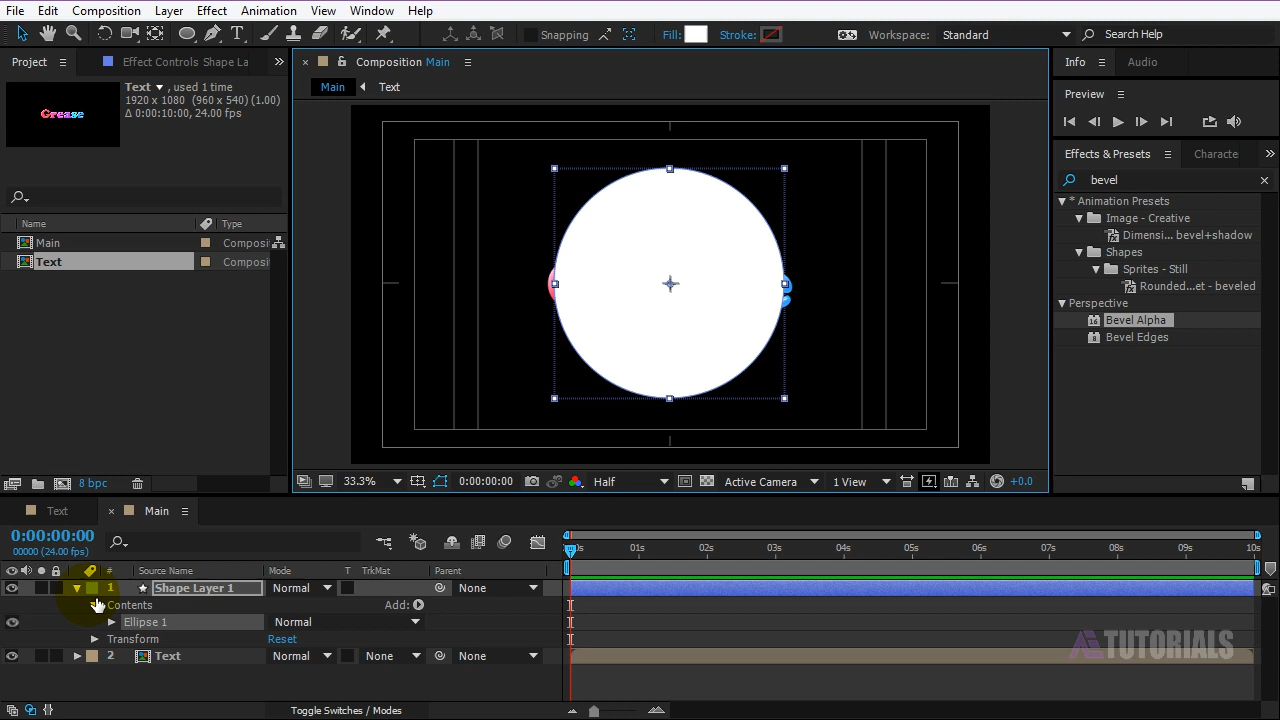 File Edit Composition Layer Effect Animation View Window Help
Snapping Fill: Stroke: Workspace: Standard Search Help
Project Effect Controls Shape La
Text , used 1 time
1920 x 1080 (960 x 540) (1.00)
Δ 0:00:10:00, 24.00 fps
Grease
Name Type
Main Composi
Text Composi
8 bpc
Composition Main
Main Text
33.3% 0:00:00:00 Half Active Camera 1 View +0.0
Info Audio
Preview
Effects & Presets Characte
bevel
* Animation Presets
Image - Creative
Dimensi... bevel+shadow
Shapes
Sprites - Still
Rounded...et - beveled
Perspective
16 Bevel Alpha
8 Bevel Edges
Text Main
0:00:00:00
00000 (24.00 fps)
# Source Name Mode T TrkMat Parent
1 Shape Layer 1 Normal None
Contents Add:
Ellipse 1 Normal
Transform Reset
2 Text Normal None None
Toggle Switches / Modes
0s 01s 02s 03s 04s 05s 06s 07s 08s 09s 10s
AE TUTORIALS